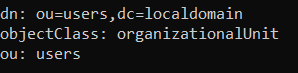 dn: ou=users,dc=localdomain
objectClass: organizationalUnit
ou: users